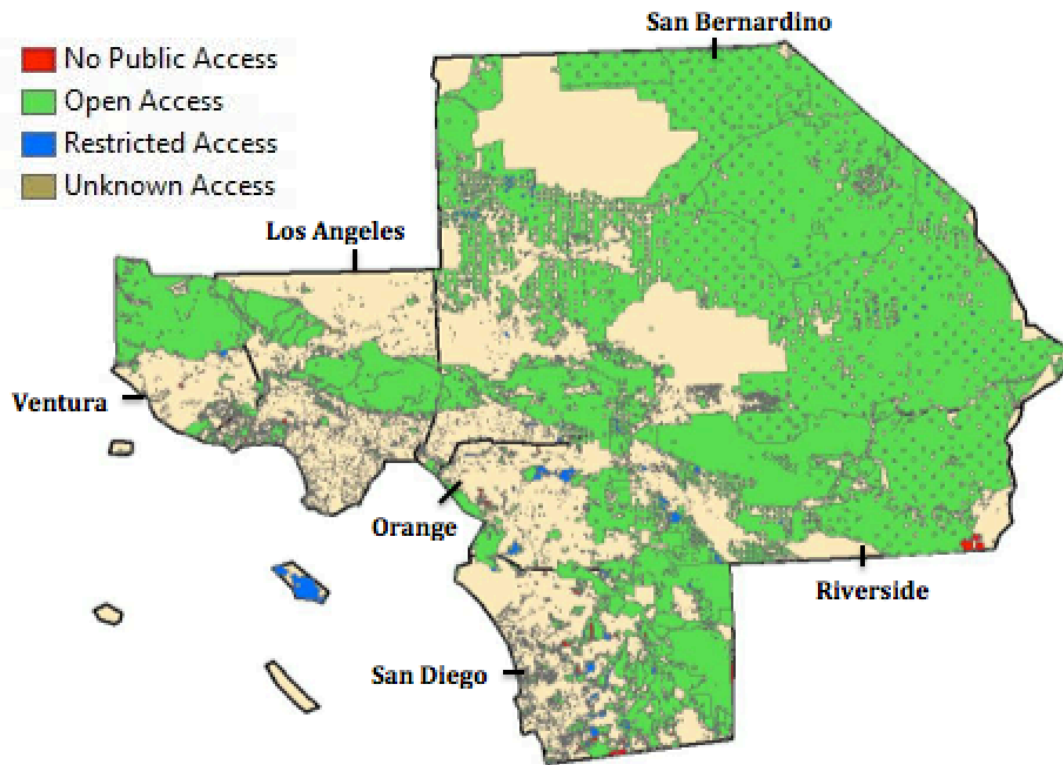 San Bernardino
No Public Access
Open Access
Restricted Access
Unknown Access
Los Angeles
Ventura
Orange
Riverside
San Diego